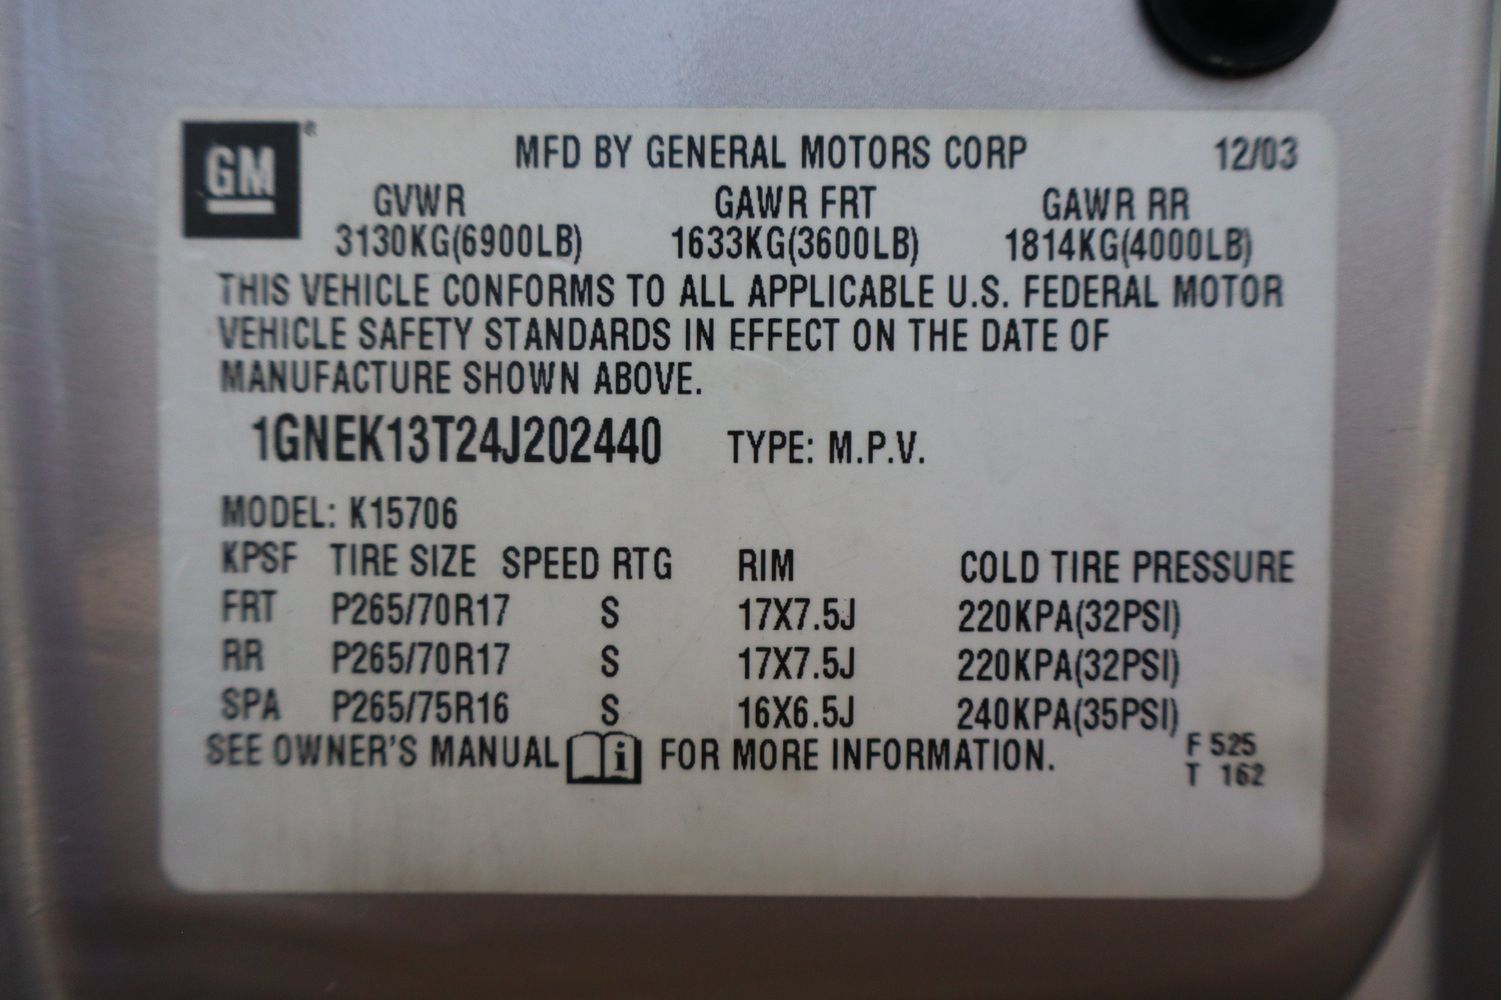 GM ®
MFD BY GENERAL MOTORS CORP 12/03
GVWR GAWR FRT GAWR RR
3130KG(6900LB) 1633KG(3600LB) 1814KG(4000LB)
THIS VEHICLE CONFORMS TO ALL APPLICABLE U.S. FEDERAL MOTOR
VEHICLE SAFETY STANDARDS IN EFFECT ON THE DATE OF
MANUFACTURE SHOWN ABOVE.
1GNEK13T24J202440 TYPE: M.P.V.
MODEL: K15706
KPSF TIRE SIZE SPEED RTG RIM COLD TIRE PRESSURE
FRT P265/70R17 S 17X7.5J 220KPA(32PSI)
RR P265/70R17 S 17X7.5J 220KPA(32PSI)
SPA P265/75R16 S 16X6.5J 240KPA(35PSI)
SEE OWNER'S MANUAL i FOR MORE INFORMATION.
F 525
T 162